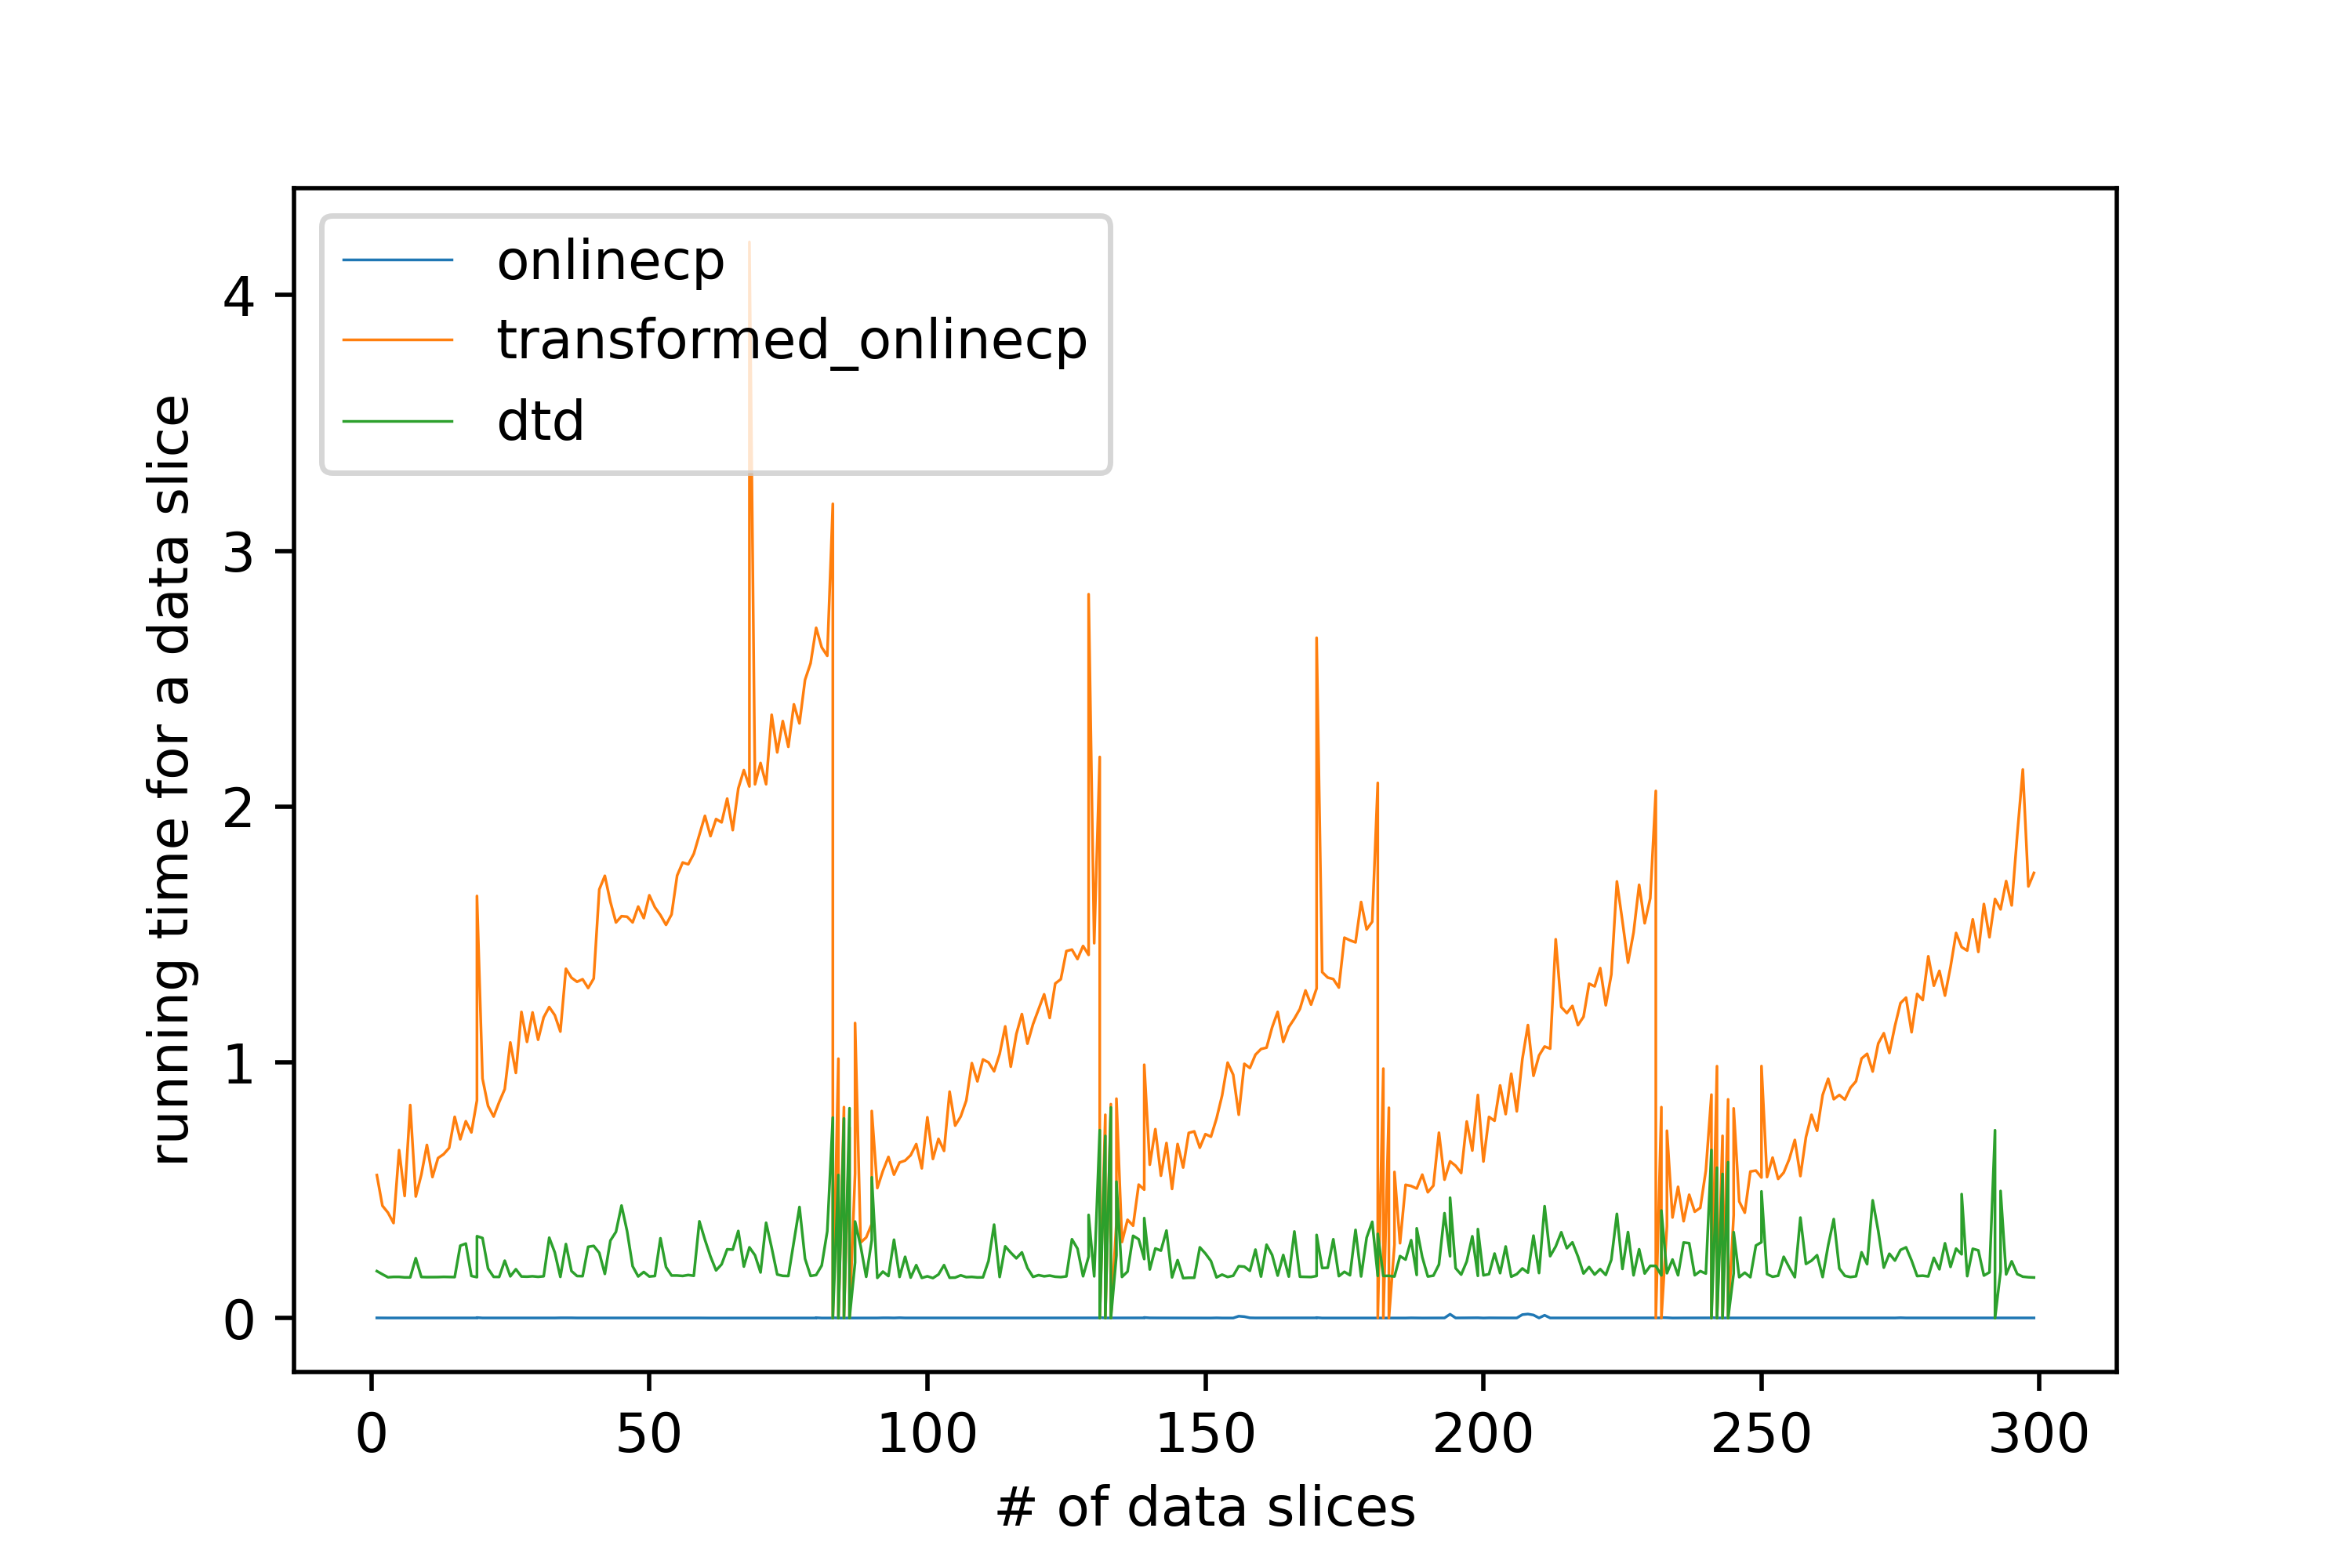 onlinecp
transformed_onlinecp
dtd
running time for a data slice
4
3
2
1
0
0 50 100 150 200 250 300
# of data slices